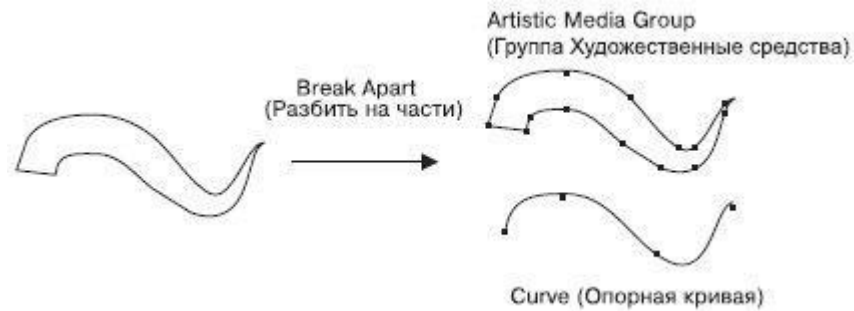 Artistic Media Group
(Группа Художественные средства)
Break Apart
(Разбить на части)
Curve (Опорная кривая)